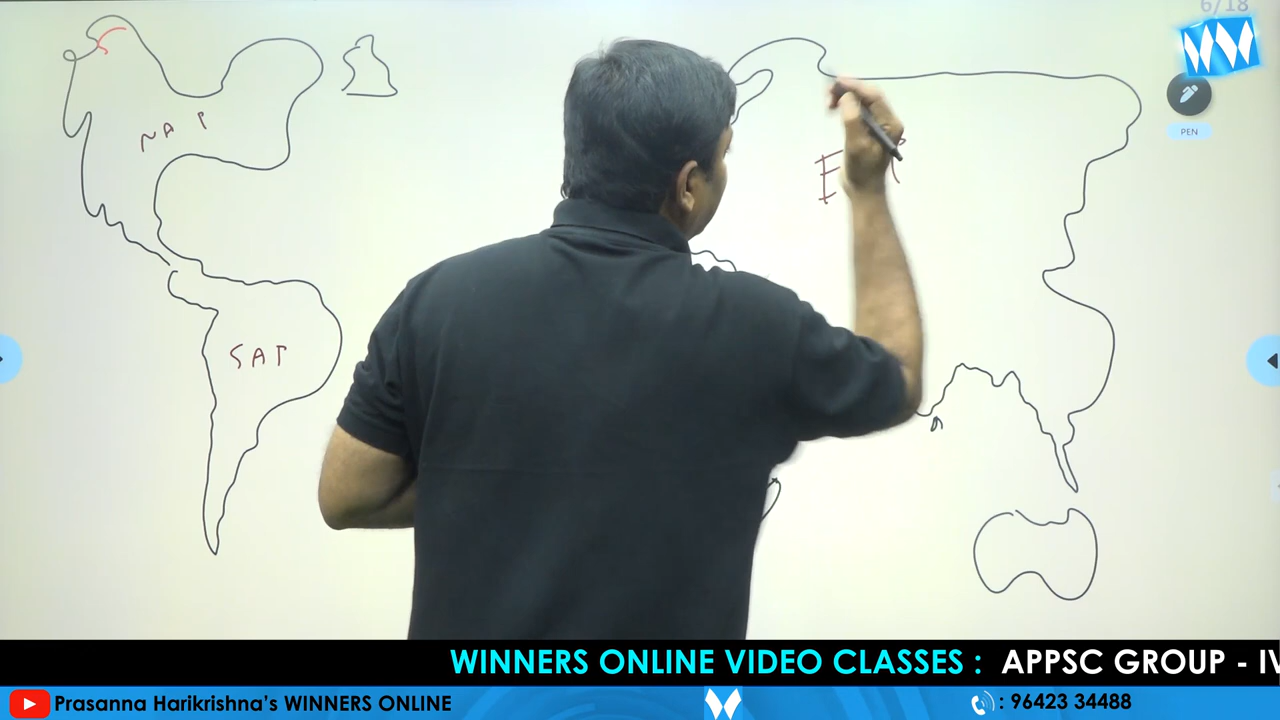 6/18
PEN
NAP
SAP
WINNERS ONLINE VIDEO CLASSES : APPSC GROUP - IV
Prasanna Harikrishna's WINNERS ONLINE
: 96423 34488